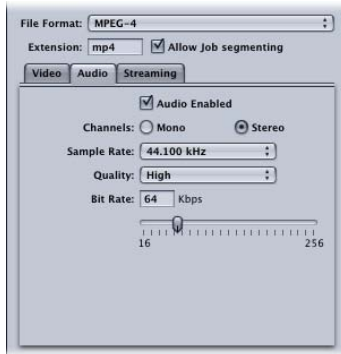 File Format: MPEG-4
Extension: mp4 Allow Job segmenting
Video Audio Streaming
Audio Enabled
Channels: Mono Stereo
Sample Rate: 44.100 kHz
Quality: High
Bit Rate: 64 Kbps
16 256